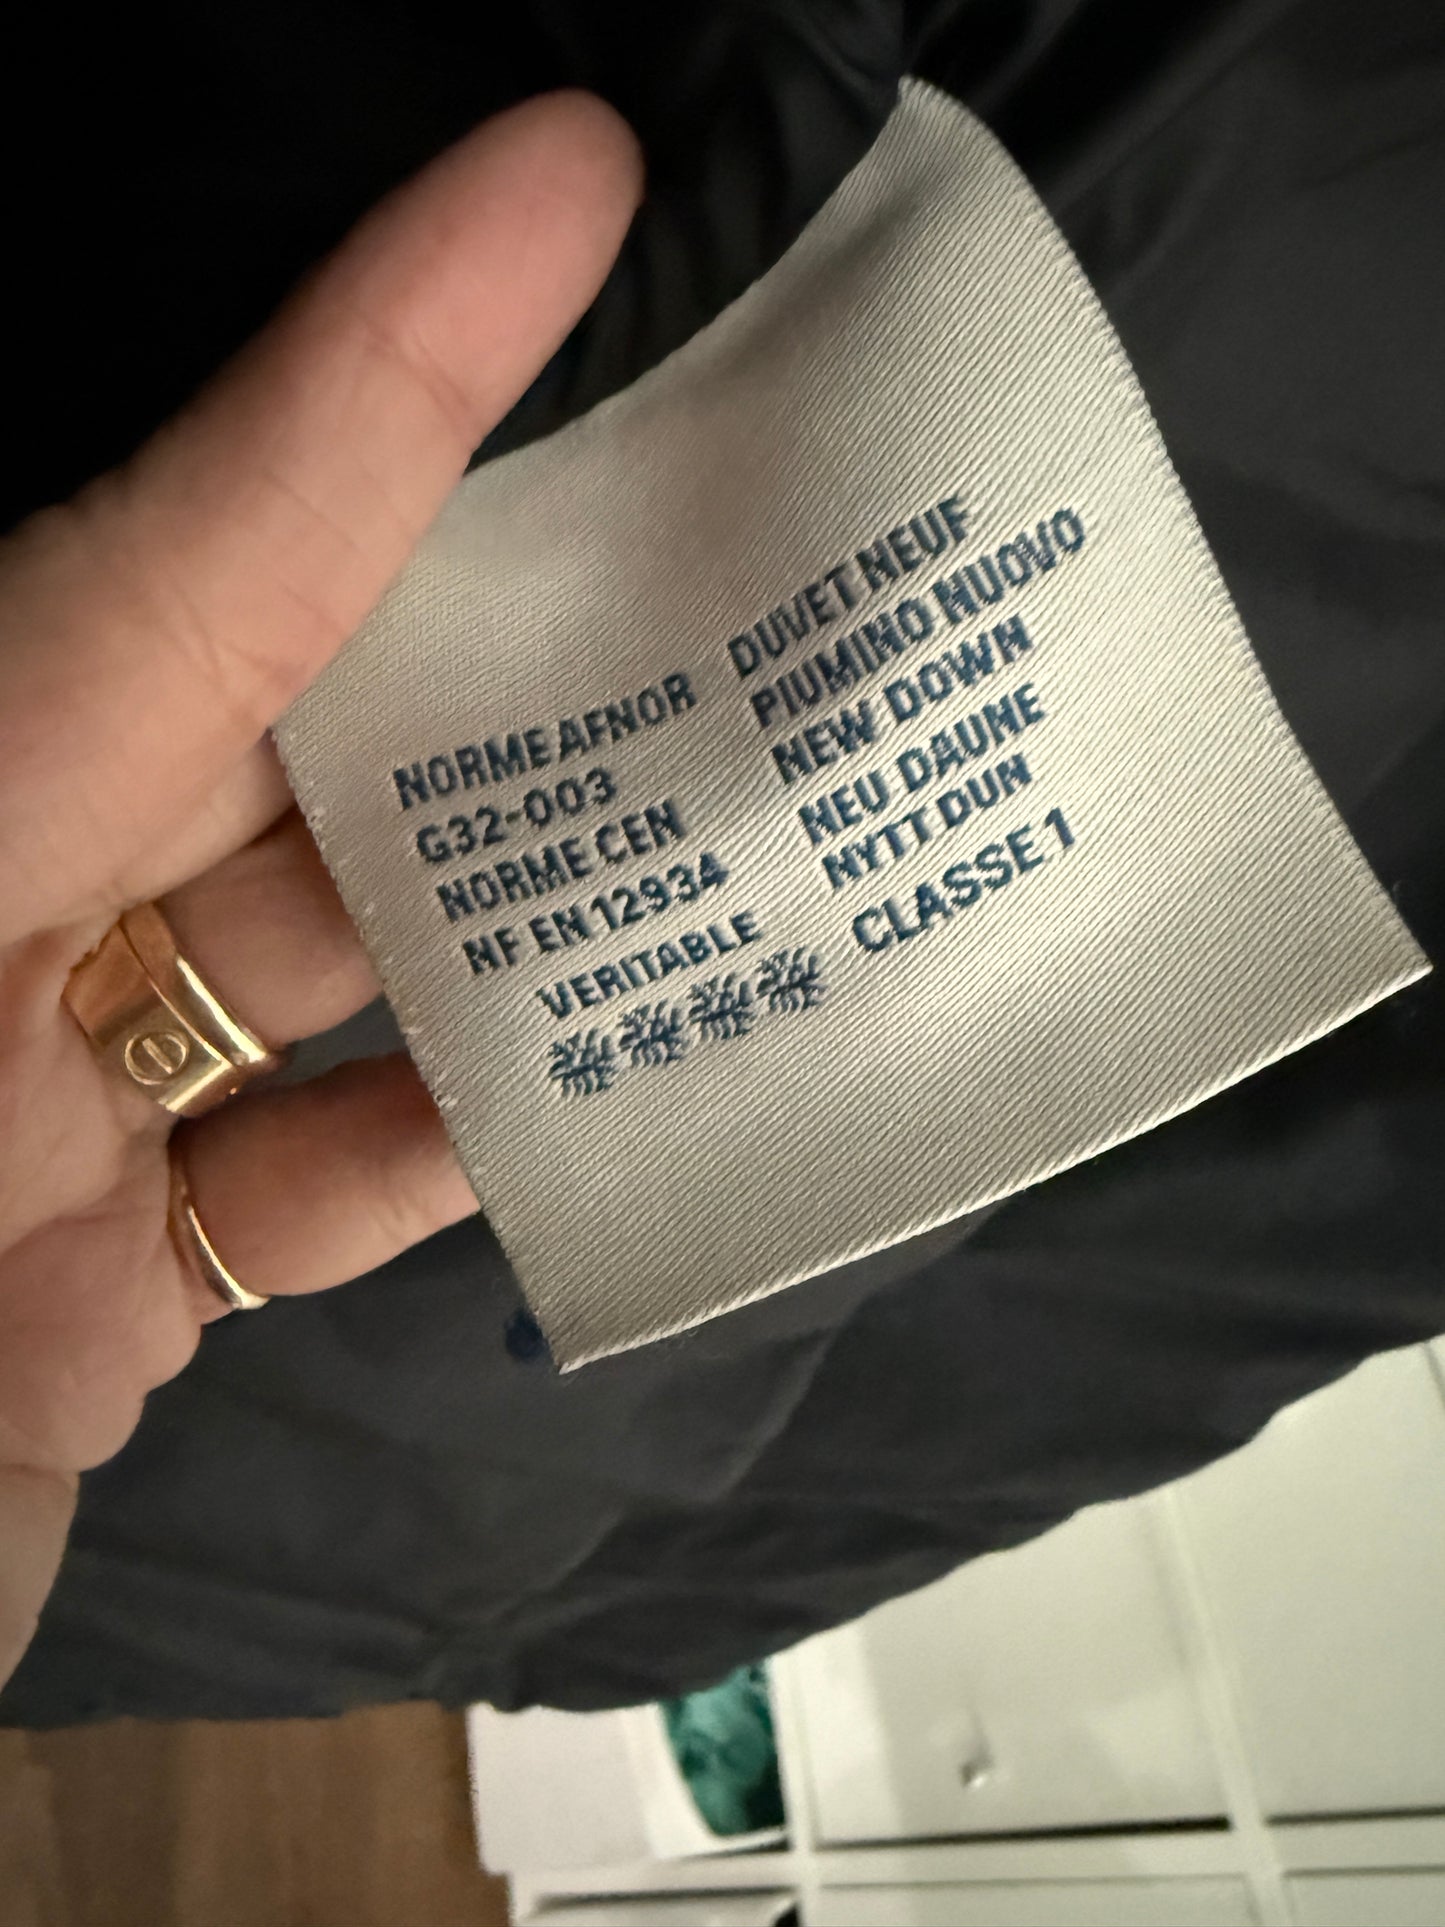 NORME AFNOR
G32-003
NORME CEN
NF EN 12934
VERITABLE
DUVET NEUF
PIUMINO NUOVO
NEW DOWN
NEU DAUNE
NYTT DUN
CLASSE 1